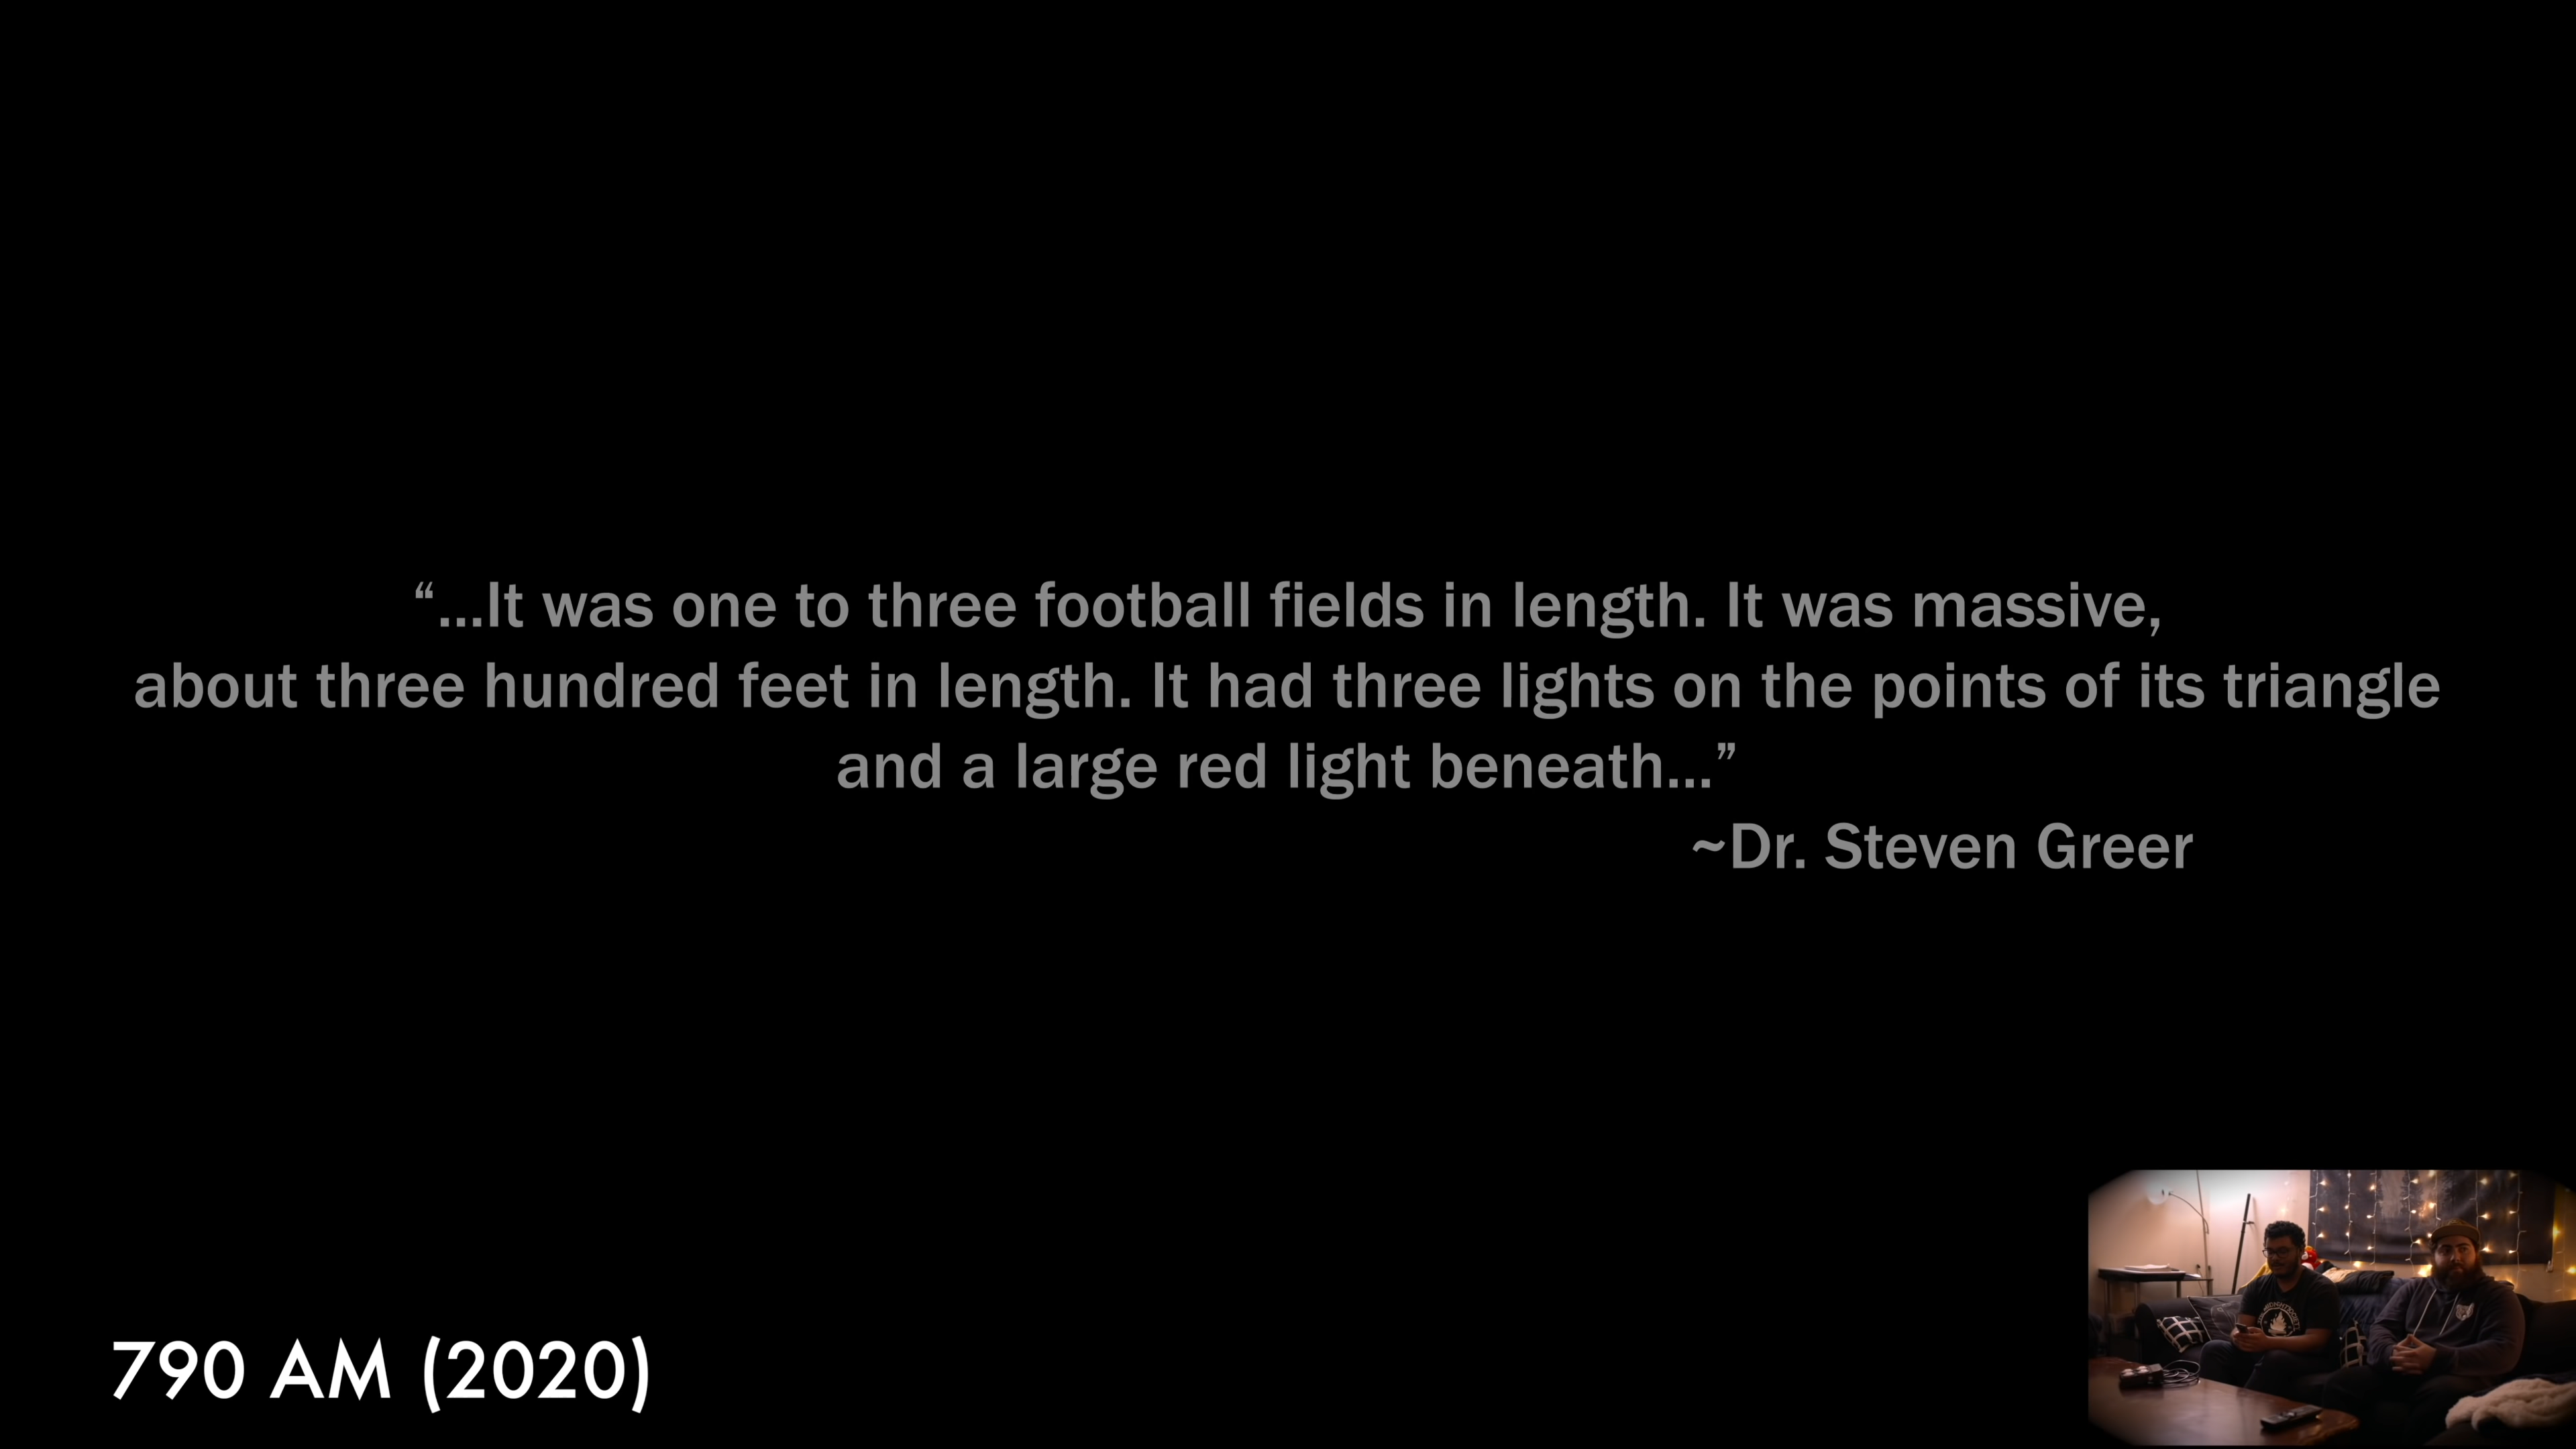 “...It was one to three football fields in length. It was massive,
about three hundred feet in length. It had three lights on the points of its triangle
and a large red light beneath...”
~Dr. Steven Greer
790 AM (2020)